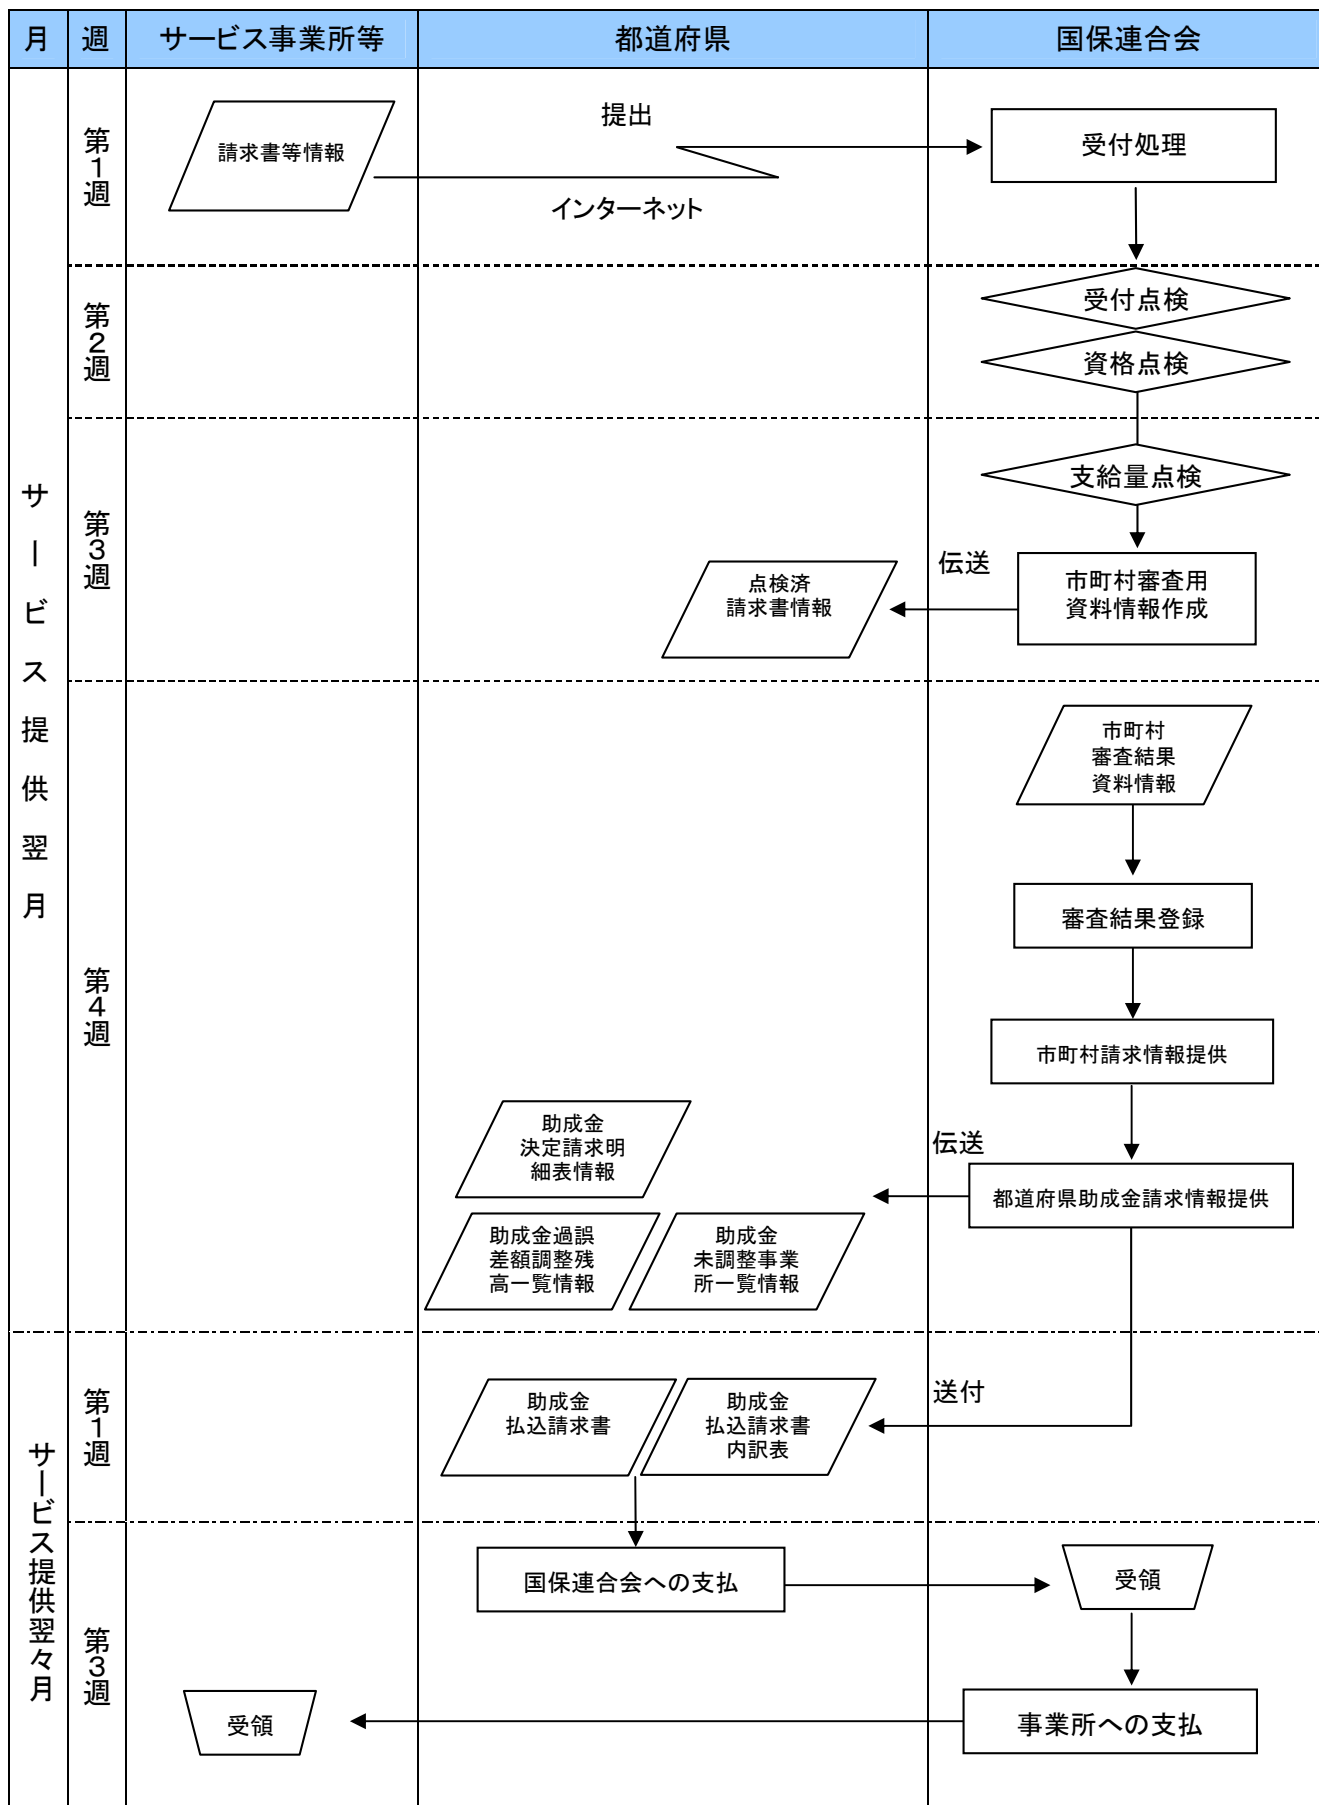 月
週
サービス事業所等
都道府県
国保連合会
サービス提供翌月
第1週
請求書等情報
提出
インターネット
受付処理
第2週
受付点検
資格点検
第3週
支給量点検
伝送
点検済
請求書情報
市町村審査用
資料情報作成
第4週
市町村
審査結果
資料情報
審査結果登録
市町村請求情報提供
助成金
決定請求明
細表情報
伝送
都道府県助成金請求情報提供
助成金過誤
差額調整残
高一覧情報
助成金
未調整事業
所一覧情報
サービス提供翌々月
第1週
助成金
払込請求書
助成金
払込請求書
内訳表
送付
第3週
国保連合会への支払
受領
受領
事業所への支払